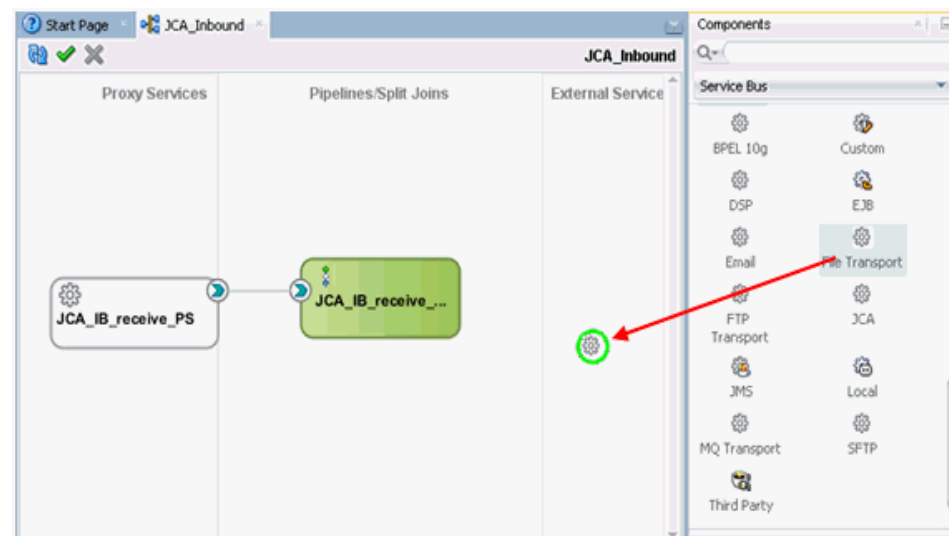 Start Page
JCA_Inbound
JCA_Inbound
Proxy Services
Pipelines/Split Joins
External Service
JCA_IB_receive_PS
JCA_IB_receive_...
Components
Service Bus
BPEL 10g
Custom
DSP
EJB
Email
File Transport
FTP
Transport
JCA
JMS
Local
MQ Transport
SFTP
Third Party